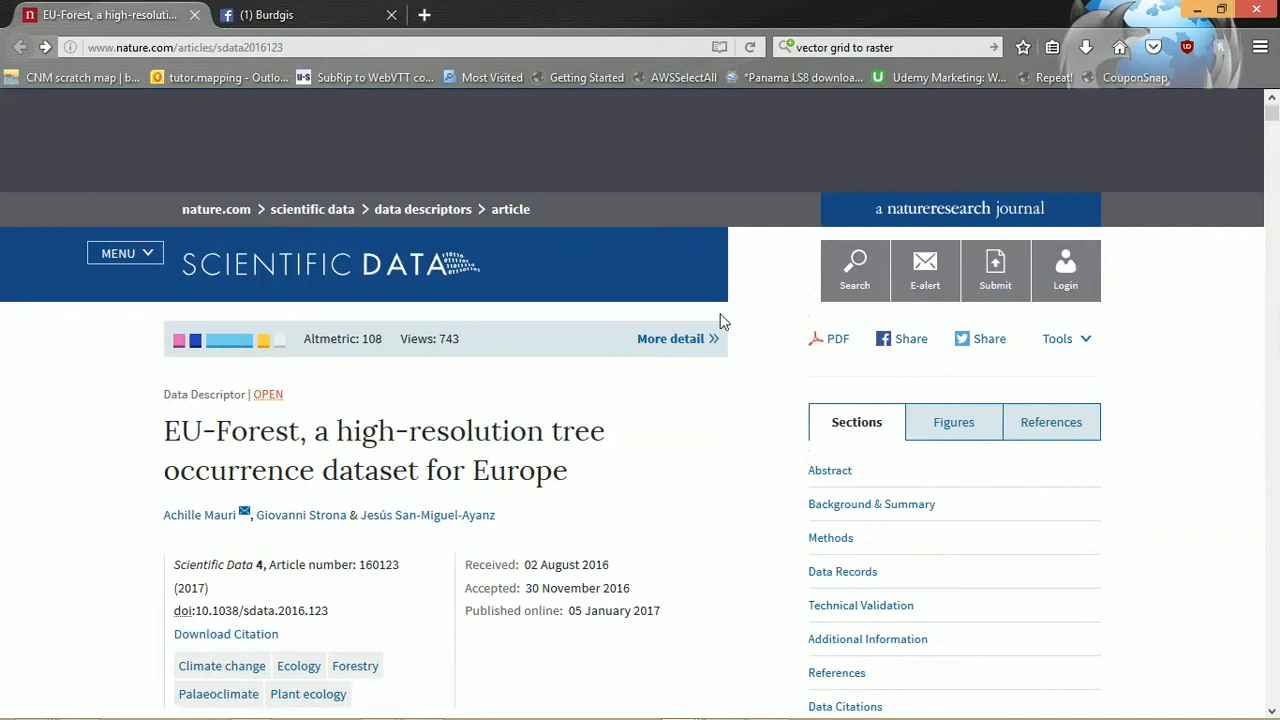 EU-Forest, a high-resoluti...
(1) Burdgis
www.nature.com/articles/sdata2016123
vector grid to raster
CNM scratch map | b...
tutor.mapping - Outlo...
SubRip to WebVTT co...
Most Visited
Getting Started
AWSSelectAll
*Panama LS8 downloa...
Udemy Marketing: W...
Repeat!
CouponSnap
nature.com > scientific data > data descriptors > article
a natureresearch journal
MENU
SCIENTIFIC DATA
Search
E-alert
Submit
Login
Altmetric: 108 Views: 743
More detail »
PDF
Share
Share
Tools
Data Descriptor | OPEN
EU-Forest, a high-resolution tree
occurrence dataset for Europe
Achille Mauri, Giovanni Strona & Jesús San-Miguel-Ayanz
Scientific Data 4, Article number: 160123
(2017)
doi:10.1038/sdata.2016.123
Download Citation
Climate change Ecology Forestry
Palaeoclimate Plant ecology
Received: 02 August 2016
Accepted: 30 November 2016
Published online: 05 January 2017
Sections
Figures
References
Abstract
Background & Summary
Methods
Data Records
Technical Validation
Additional Information
References
Data Citations